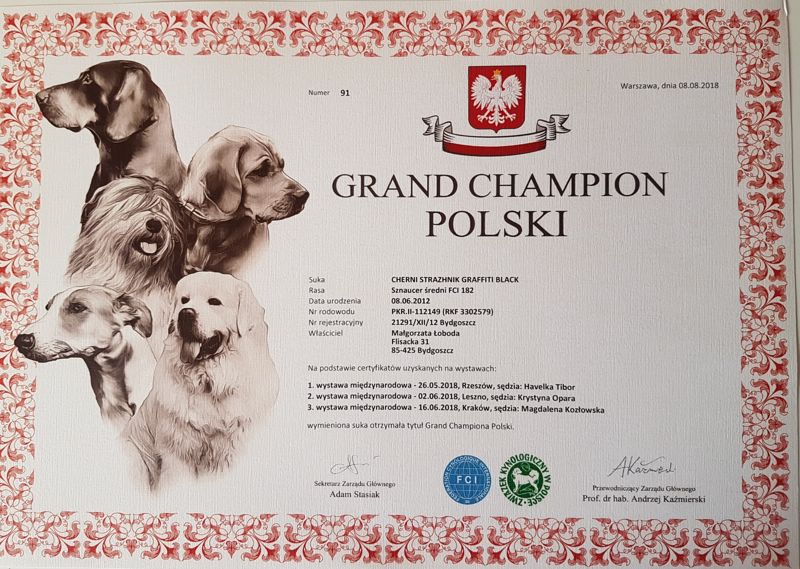 Numer 91
Warszawa, dnia 08.08.2018
GRAND CHAMPION
POLSKI
Suka CHERNI STRAZHNIK GRAFFITI BLACK
Rasa Sznaucer średni FCI 182
Data urodzenia 08.06.2012
Nr rodowodu PKR.II-112149 (RKF 3302579)
Nr rejestracyjny 21291/XII/12 Bydgoszcz
Właściciel Małgorzata Łoboda
Flisacka 31
85-425 Bydgoszcz
Na podstawie certyfikatów uzyskanych na wystawach:
1. wystawa międzynarodowa - 26.05.2018, Rzeszów, sędzia: Havelka Tibor
2. wystawa międzynarodowa - 02.06.2018, Leszno, sędzia: Krystyna Opara
3. wystawa międzynarodowa - 16.06.2018, Kraków, sędzia: Magdalena Kozłowska
wymieniona suka otrzymała tytuł Grand Championa Polski.
Sekretarz Zarządu Głównego
Adam Stasiak
FCI
ZWIĄZEK KYNOLOGICZNY W POLSCE
Przewodniczący Zarządu Głównego
Prof. dr hab. Andrzej Kaźmierski